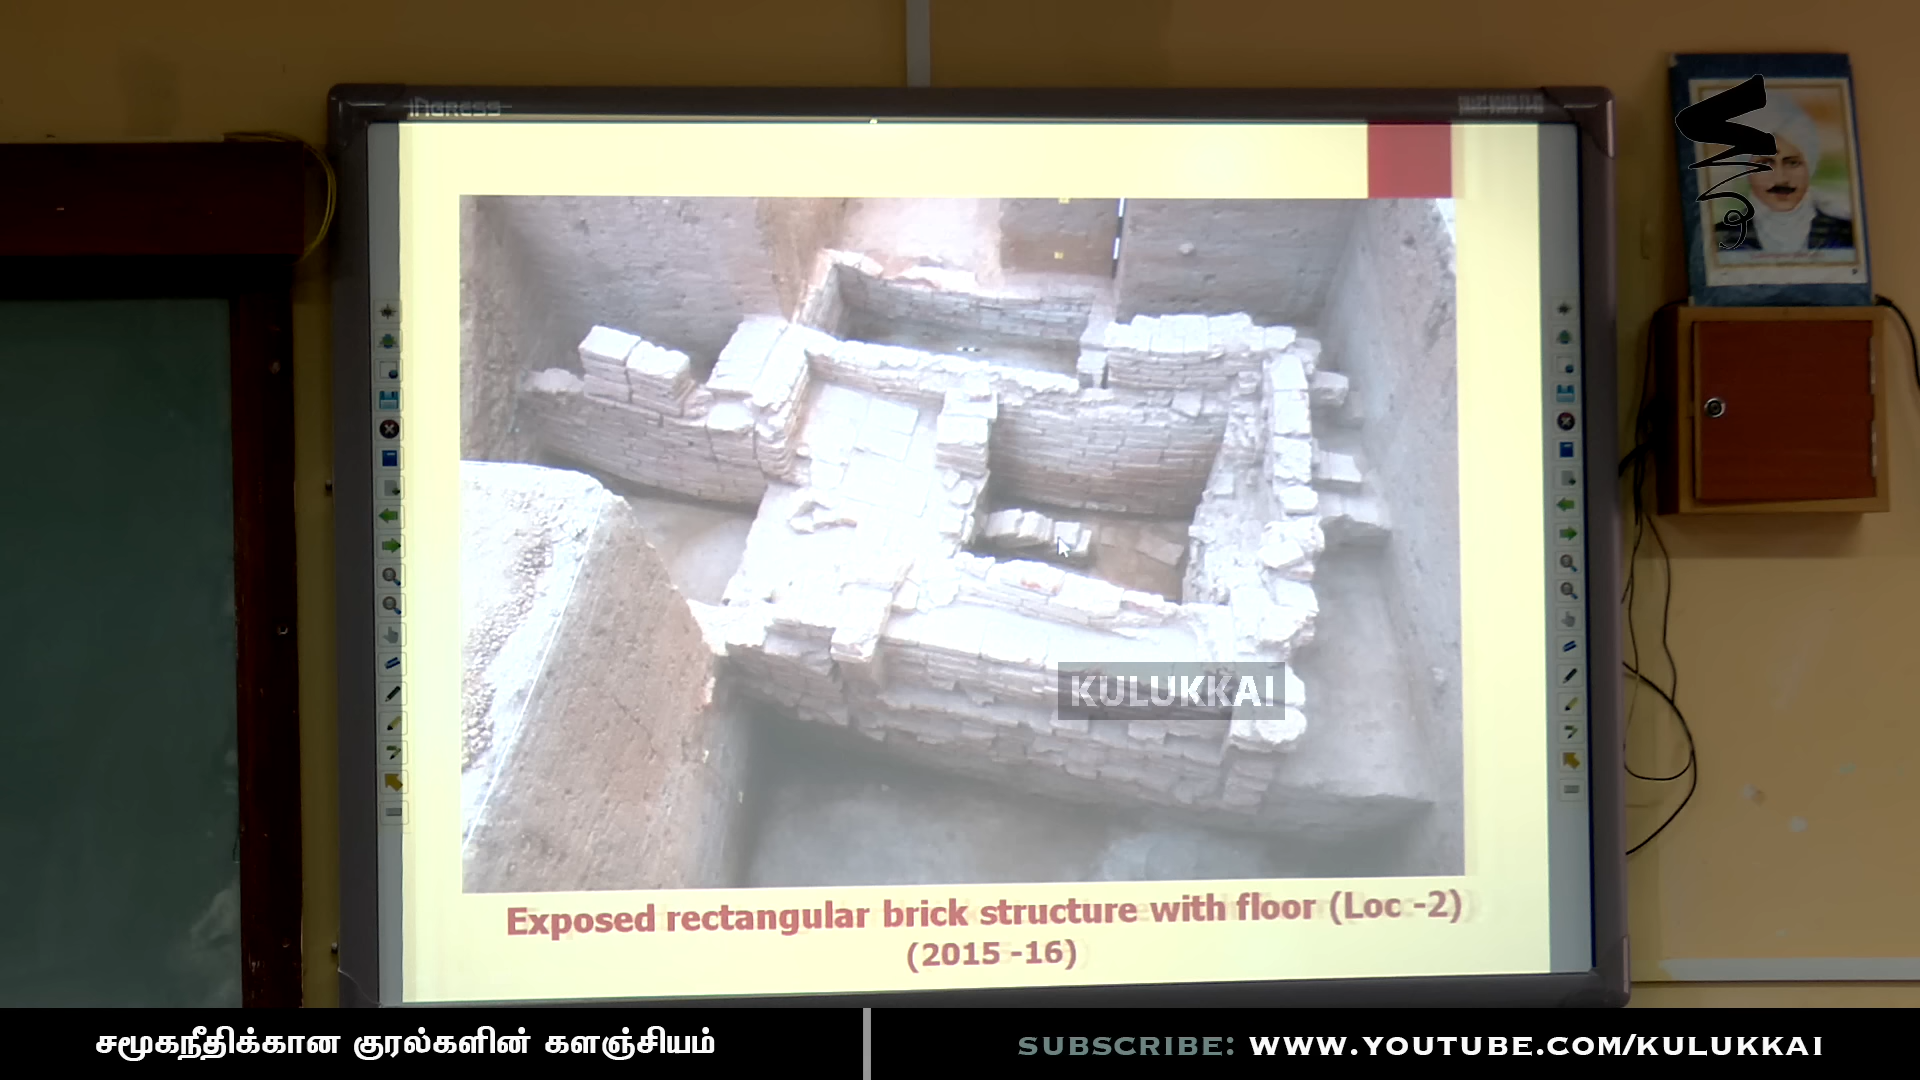 INGRESS
KULUKKAI
Exposed rectangular brick structure with floor (Loc -2)
(2015 -16)
சமூகநீதிக்கான குரல்களின் களஞ்சியம்
SUBSCRIBE: WWW.YOUTUBE.COM/KULUKKAI